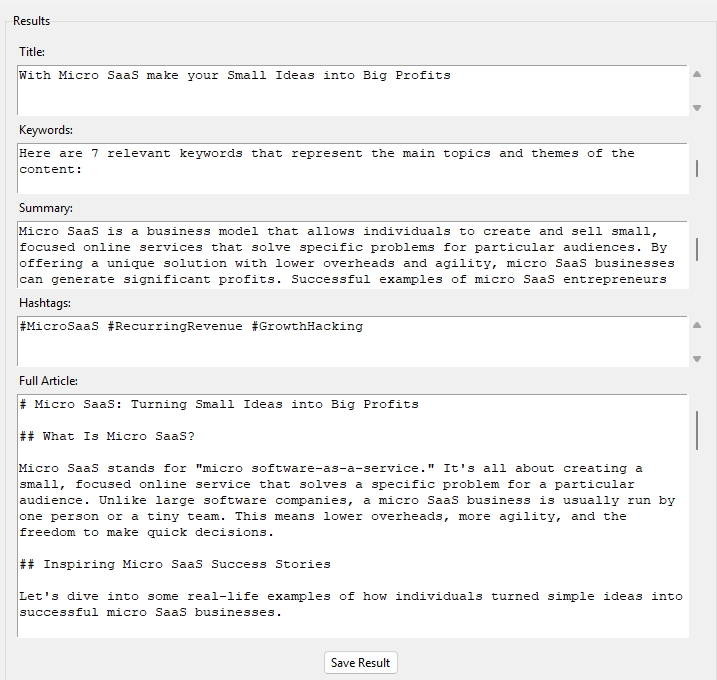 Results
Title:
With Micro SaaS make your Small Ideas into Big Profits
Keywords:
Here are 7 relevant keywords that represent the main topics and themes of the
content:
Summary:
Micro SaaS is a business model that allows individuals to create and sell small,
focused online services that solve specific problems for particular audiences. By
offering a unique solution with lower overheads and agility, micro SaaS businesses
can generate significant profits. Successful examples of micro SaaS entrepreneurs
Hashtags:
#MicroSaaS #RecurringRevenue #GrowthHacking
Full Article:
# Micro SaaS: Turning Small Ideas into Big Profits
## What Is Micro SaaS?
Micro SaaS stands for "micro software-as-a-service." It's all about creating a
small, focused online service that solves a specific problem for a particular
audience. Unlike large software companies, a micro SaaS business is usually run by
one person or a tiny team. This means lower overheads, more agility, and the
freedom to make quick decisions.
## Inspiring Micro SaaS Success Stories
Let's dive into some real-life examples of how individuals turned simple ideas into
successful micro SaaS businesses.
Save Result